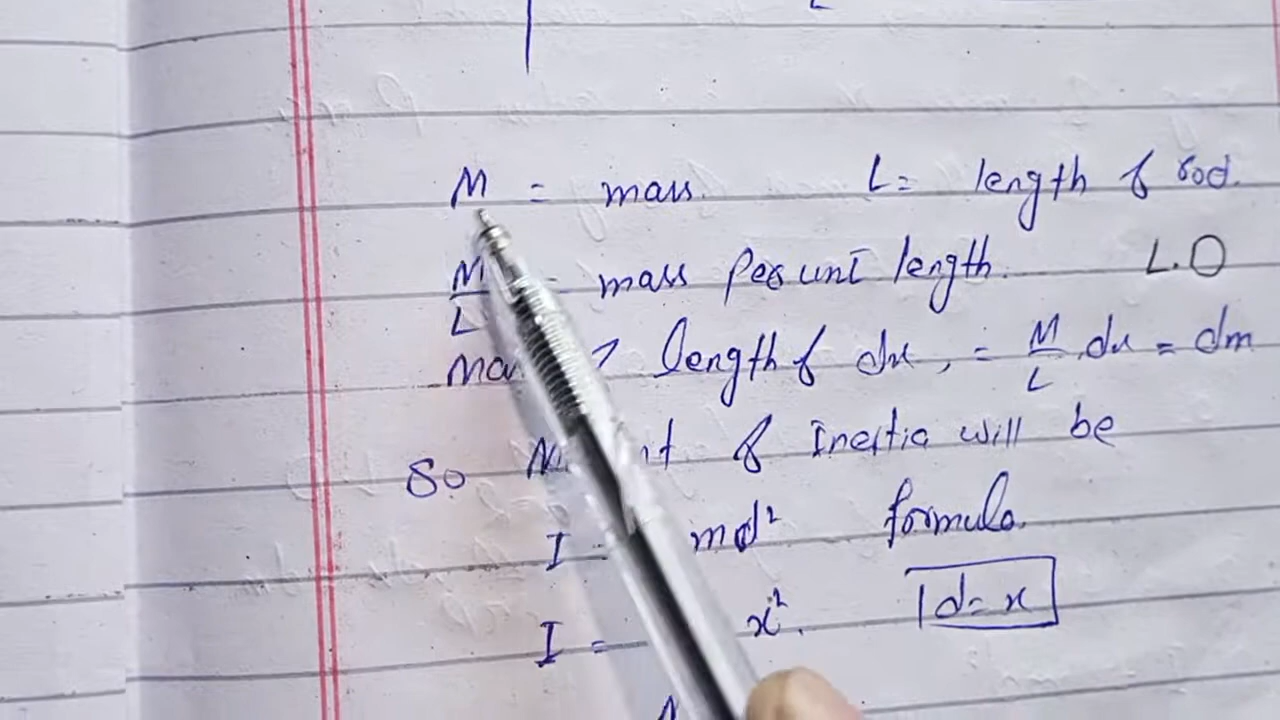 M = mass. L = length of rod.
M/L = mass per unit length. L.D
length of dx, = M/L .dx = dm
So of Inertia will be
I = md² formula.
I = x². d = x